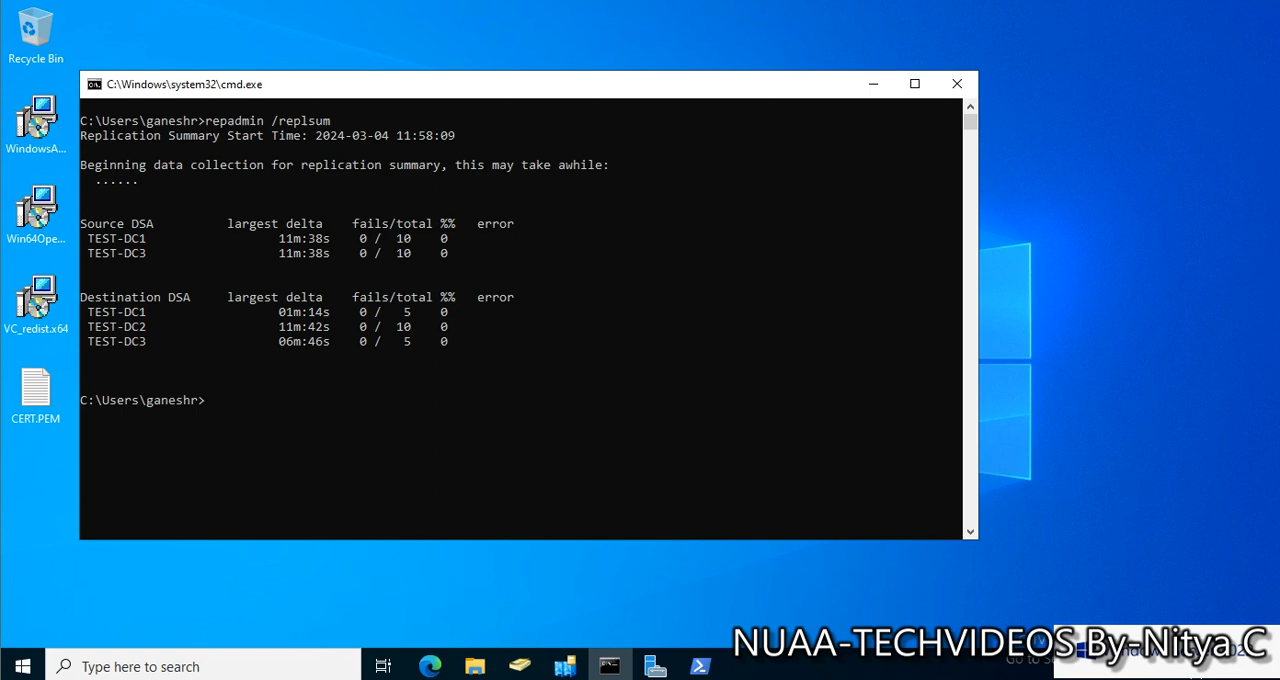 Recycle Bin
WindowsA...
Win64Ope...
VC_redist.x64
CERT.PEM
C:\Windows\system32\cmd.exe
C:\Users\ganeshr>repadmin /replsum
Replication Summary Start Time: 2024-03-04 11:58:09
Beginning data collection for replication summary, this may take awhile:
......
Source DSA largest delta fails/total %% error
TEST-DC1 11m:38s 0 / 10 0
TEST-DC3 11m:38s 0 / 10 0
Destination DSA largest delta fails/total %% error
TEST-DC1 01m:14s 0 / 5 0
TEST-DC2 11m:42s 0 / 10 0
TEST-DC3 06m:46s 0 / 5 0
C:\Users\ganeshr>
NUAA-TECHVIDEOS By-Nitya C
Type here to search